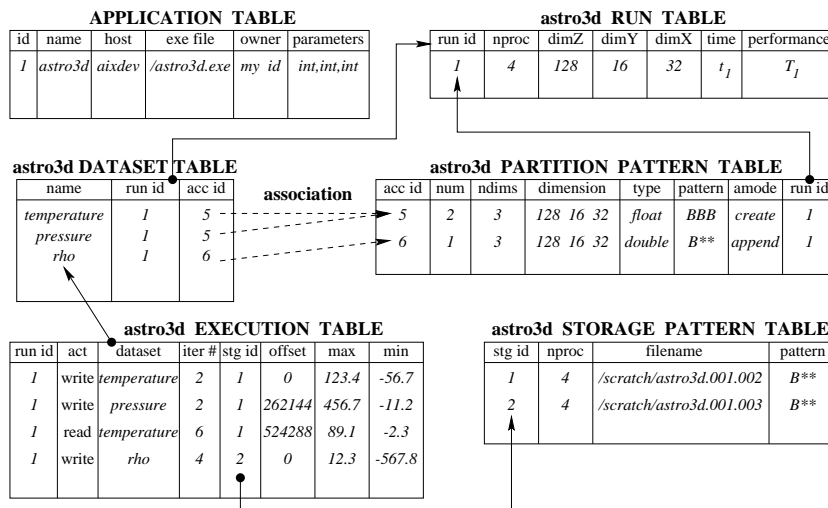 APPLICATION TABLE
id name host exe file owner parameters
1 astro3d aixdev /astro3d.exe my id int,int,int
astro3d RUN TABLE
run id nproc dimZ dimY dimX time performance
1 4 128 16 32 t1 T1
astro3d DATASET TABLE
name run id acc id
temperature 1 5
pressure 1 5
rho 1 6
association
astro3d PARTITION PATTERN TABLE
acc id num ndims dimension type pattern amode run id
5 2 3 128 16 32 float BBB create 1
6 1 3 128 16 32 double B** append 1
astro3d EXECUTION TABLE
run id act dataset iter # stg id offset max min
1 write temperature 2 1 0 123.4 -56.7
1 write pressure 2 1 262144 456.7 -11.2
1 read temperature 6 1 524288 89.1 -2.3
1 write rho 4 2 0 12.3 -567.8
astro3d STORAGE PATTERN TABLE
stg id nproc filename pattern
1 4 /scratch/astro3d.001.002 B**
2 4 /scratch/astro3d.001.003 B**